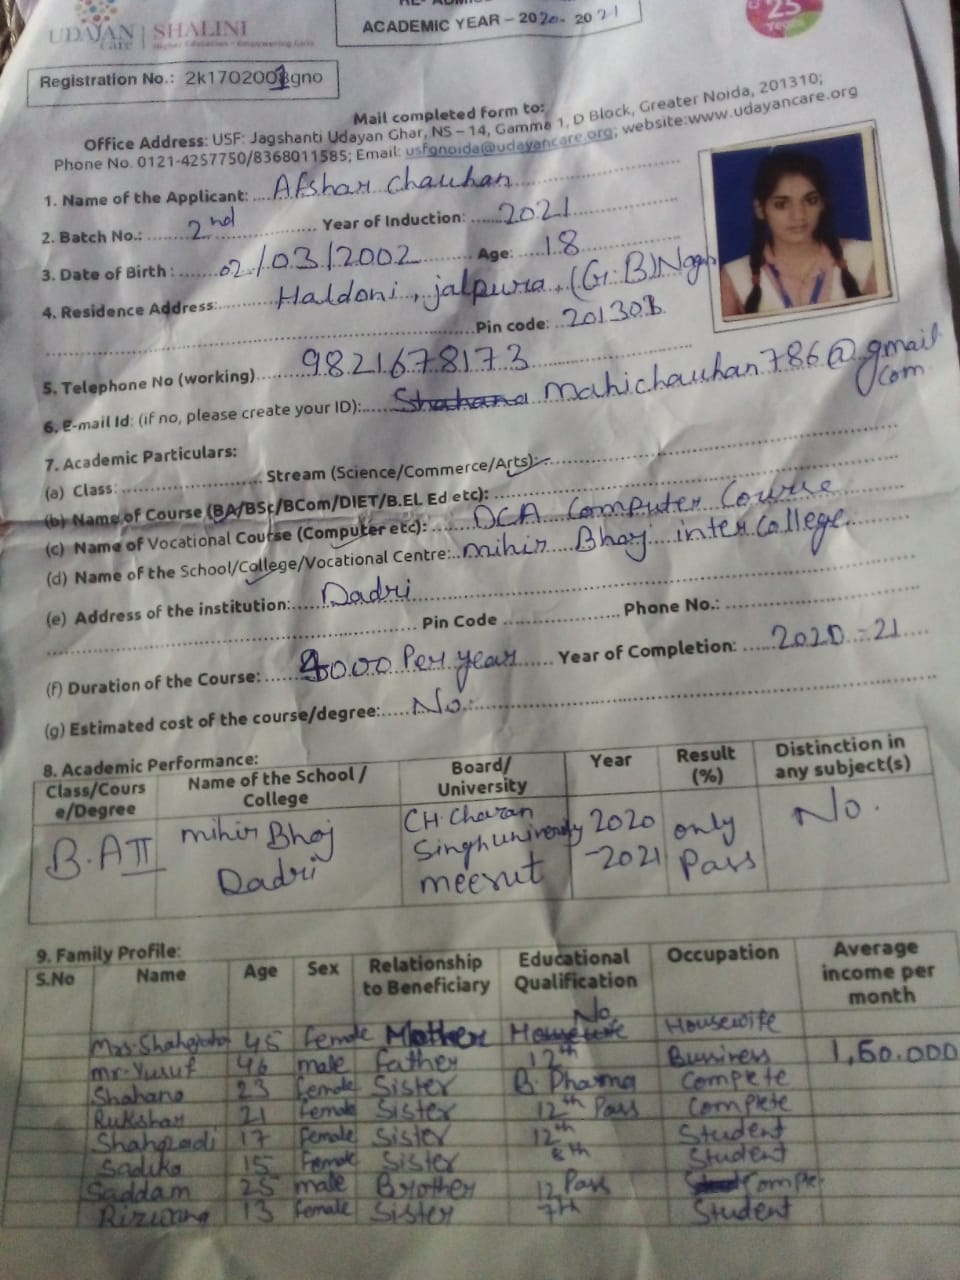 UDAYAN care | SHALINI
Higher Education - Empowering Girls
ACADEMIC YEAR – 2020- 2021
25
Registration No.: 2k1702001gno
Mail completed form to:
Office Address: USF: Jagshanti Udayan Ghar, NS – 14, Gamma 1, D Block, Greater Noida, 201310;
Phone No. 0121-4257750/8368011585; Email: usfgnoida@udayancare.org; website:www.udayancare.org
1. Name of the Applicant: Afshar Chauhan
2. Batch No.: 2nd Year of Induction: 2021
3. Date of Birth : 02/03/2002 Age: 18
4. Residence Address: Haldoni, jalpura, (Gr. B)
Pin code: 201308
5. Telephone No (working) 9821678173
6. E-mail Id: (if no, please create your ID): Shahana Mahichauhan786@gmail
com
7. Academic Particulars:
(a) Class: Stream (Science/Commerce/Arts):
(b) Name of Course (BA/BSc/BCom/DIET/B.EL Ed etc):
(c) Name of Vocational Course (Computer etc): DCA Computer Course
(d) Name of the School/College/Vocational Centre: mihir Bhoj inter College
(e) Address of the institution: Dadri
Pin Code Phone No.:
(f) Duration of the Course: 000 Per year Year of Completion: 2020-21
(g) Estimated cost of the course/degree: No.
8. Academic Performance:
Class/Cours e/Degree Name of the School / College Board/ University Year Result (%) Distinction in any subject(s)
B.A II mihir Bhoj Dadri CH. Charan Singh University meerut 2020 -2021 only Pass No.
9. Family Profile:
S.No Name Age Sex Relationship to Beneficiary Educational Qualification Occupation Average income per month
45 female Mother No Housewife
mr. Yusuf 46 male father 12th Bussiness 1,60.000
Shahana 23 female Sister B. Pharma Compete
Rukshar 21 female Sister 12th Pass Complete
Shahzadi 17 female Sister 12th Student
Sadika 15 Female Sister 8th Student
Saddam 25 male Brother 12 Pass Comple
Rizwana 13 female Sister 7th Student